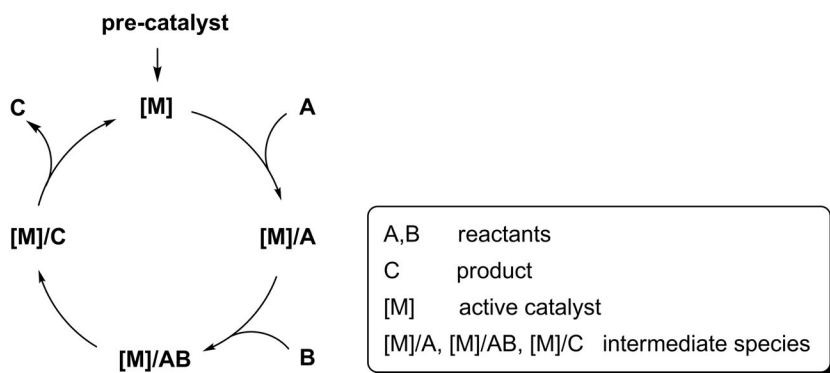 pre-catalyst
C
[M]
A
[M]/C
[M]/A
[M]/AB
B
A,B reactants
C product
[M] active catalyst
[M]/A, [M]/AB, [M]/C intermediate species